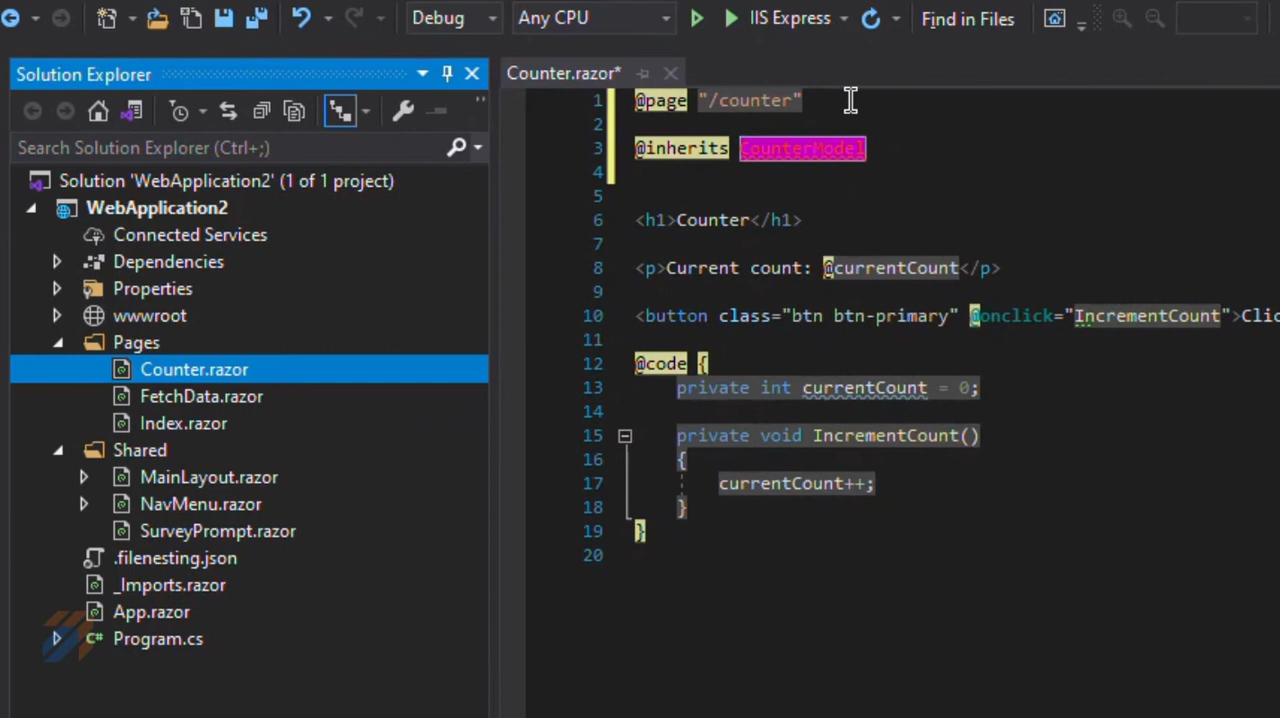 Debug
Any CPU
IIS Express
Find in Files
Solution Explorer
Search Solution Explorer (Ctrl+;)
Solution 'WebApplication2' (1 of 1 project)
WebApplication2
Connected Services
Dependencies
Properties
wwwroot
Pages
Counter.razor
FetchData.razor
Index.razor
Shared
MainLayout.razor
NavMenu.razor
SurveyPrompt.razor
.filenesting.json
_Imports.razor
App.razor
C# Program.cs
Counter.razor*
1 @page "/counter"
2
3 @inherits CounterModel
4
5
6 <h1>Counter</h1>
7
8 <p>Current count: @currentCount</p>
9
10 <button class="btn btn-primary" @onclick="IncrementCount">Clic
11
12 @code {
13 private int currentCount = 0;
14
15 private void IncrementCount()
16 {
17 currentCount++;
18 }
19 }
20